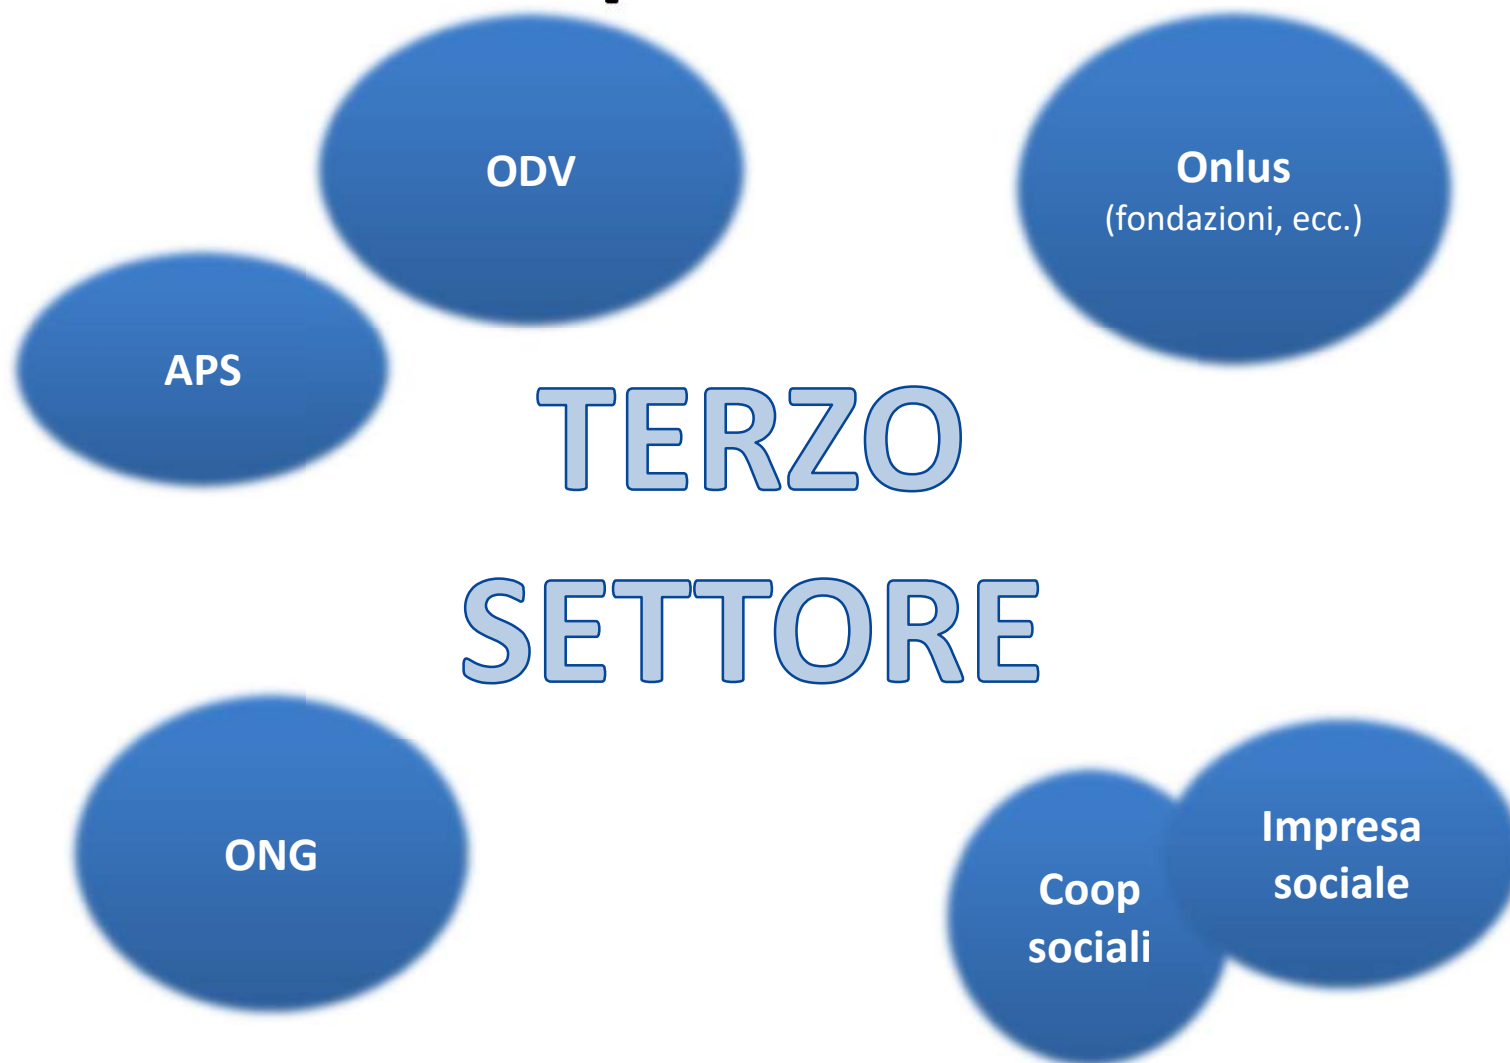 ODV
Onlus
(fondazioni, ecc.)
APS
TERZO
SETTORE
ONG
Impresa
sociale
Coop
sociali